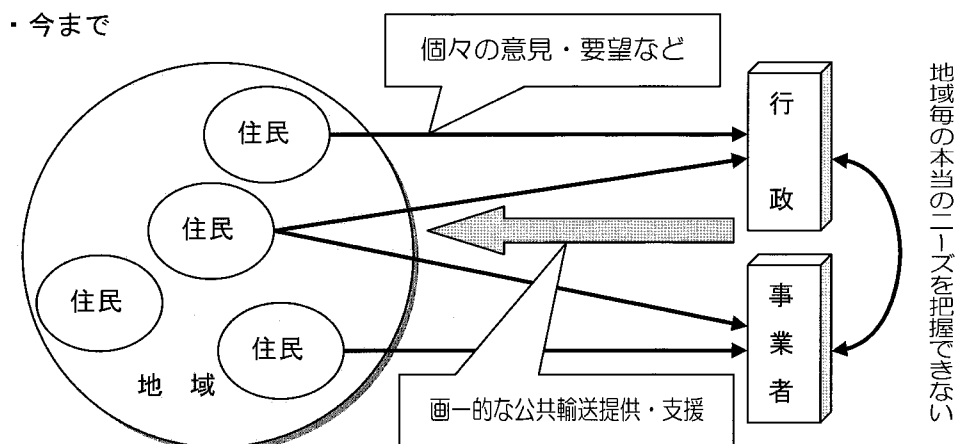 ・今まで
個々の意見・要望など
住民
住民
住民
住民
地 域
行 政
事 業 者
画一的な公共輸送提供・支援
地域毎の本当のニーズを把握できない